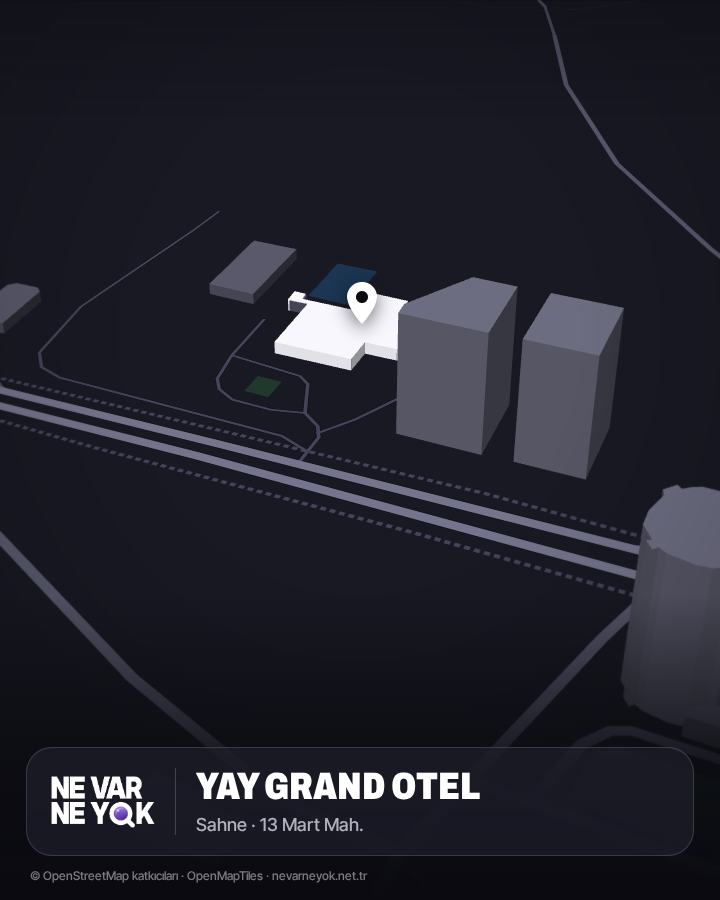 NE VAR
NE YOK
YAY GRAND OTEL
Sahne · 13 Mart Mah.
© OpenStreetMap katkıcıları · OpenMapTiles · nevarneyok.net.tr